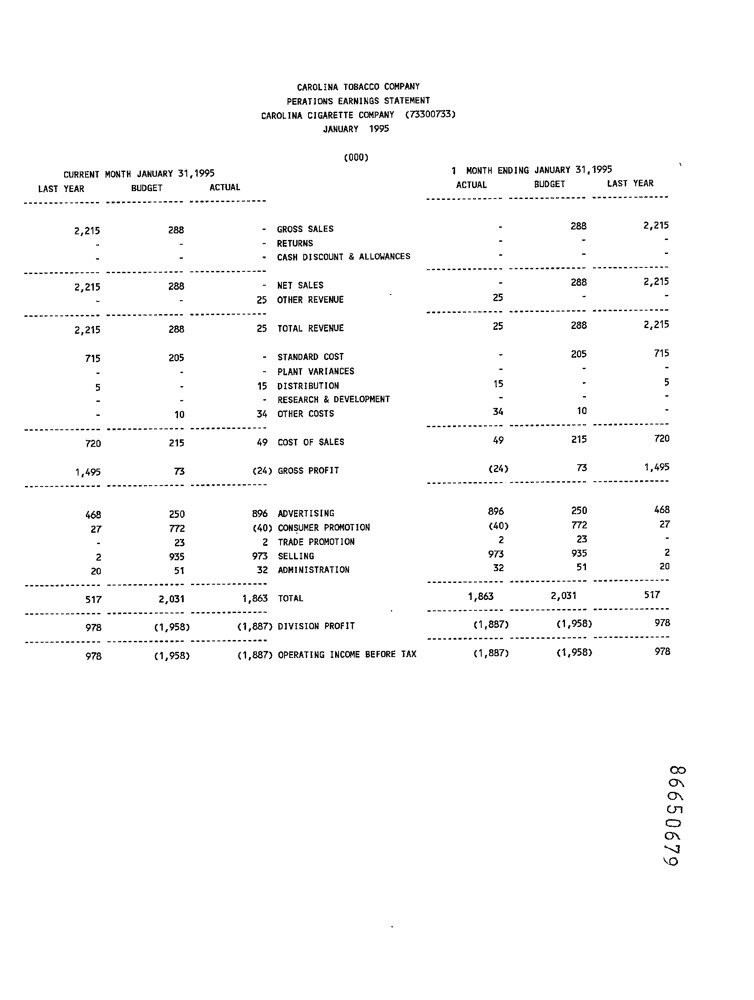 CAROLINA TOBACCO COMPANY
PERATIONS EARNINGS STATEMENT
CAROLINA CIGARETTE COMPANY (73300733)
JANUARY 1995
(000)
CURRENT MONTH JANUARY 31,1995 1 MONTH ENDING JANUARY 31,1995
LAST YEAR BUDGET ACTUAL ACTUAL BUDGET LAST YEAR
2,215 288 - GROSS SALES - 288 2,215
- - - RETURNS - - -
- - - CASH DISCOUNT & ALLOWANCES - - -
2,215 288 - NET SALES - 288 2,215
- - 25 OTHER REVENUE 25 - -
2,215 288 25 TOTAL REVENUE 25 288 2,215
715 205 - STANDARD COST - 205 715
- - - PLANT VARIANCES - - -
5 - 15 DISTRIBUTION 15 - 5
- - - RESEARCH & DEVELOPMENT - - -
- 10 34 OTHER COSTS 34 10 -
720 215 49 COST OF SALES 49 215 720
1,495 73 (24) GROSS PROFIT (24) 73 1,495
468 250 896 ADVERTISING 896 250 468
27 772 (40) CONSUMER PROMOTION (40) 772 27
- 23 2 TRADE PROMOTION 2 23 -
2 935 973 SELLING 973 935 2
20 51 32 ADMINISTRATION 32 51 20
517 2,031 1,863 TOTAL 1,863 2,031 517
978 (1,958) (1,887) DIVISION PROFIT (1,887) (1,958) 978
978 (1,958) (1,887) OPERATING INCOME BEFORE TAX (1,887) (1,958) 978
86650679